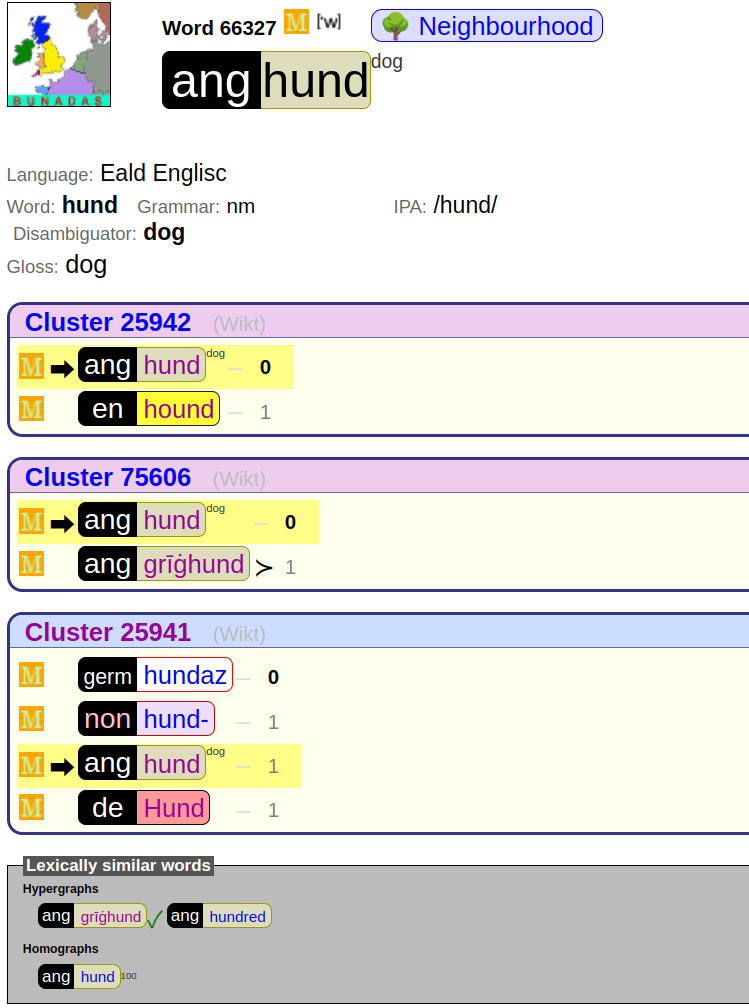 Word 66327 M ['w] Neighbourhood
ang hund dog
BUNADAS
Language: Eald Englisc
Word: hund Grammar: nm IPA: /hund/
Disambiguator: dog
Gloss: dog
Cluster 25942 (Wikt)
M ➡ ang hund dog – 0
M en hound – 1
Cluster 75606 (Wikt)
M ➡ ang hund dog – 0
M ang grīġhund ≻ 1
Cluster 25941 (Wikt)
M germ hundaz – 0
M non hund- – 1
M ➡ ang hund dog – 1
M de Hund – 1
Lexically similar words
Hypergraphs
ang grīġhund ✓ ang hundred
Homographs
ang hund 100